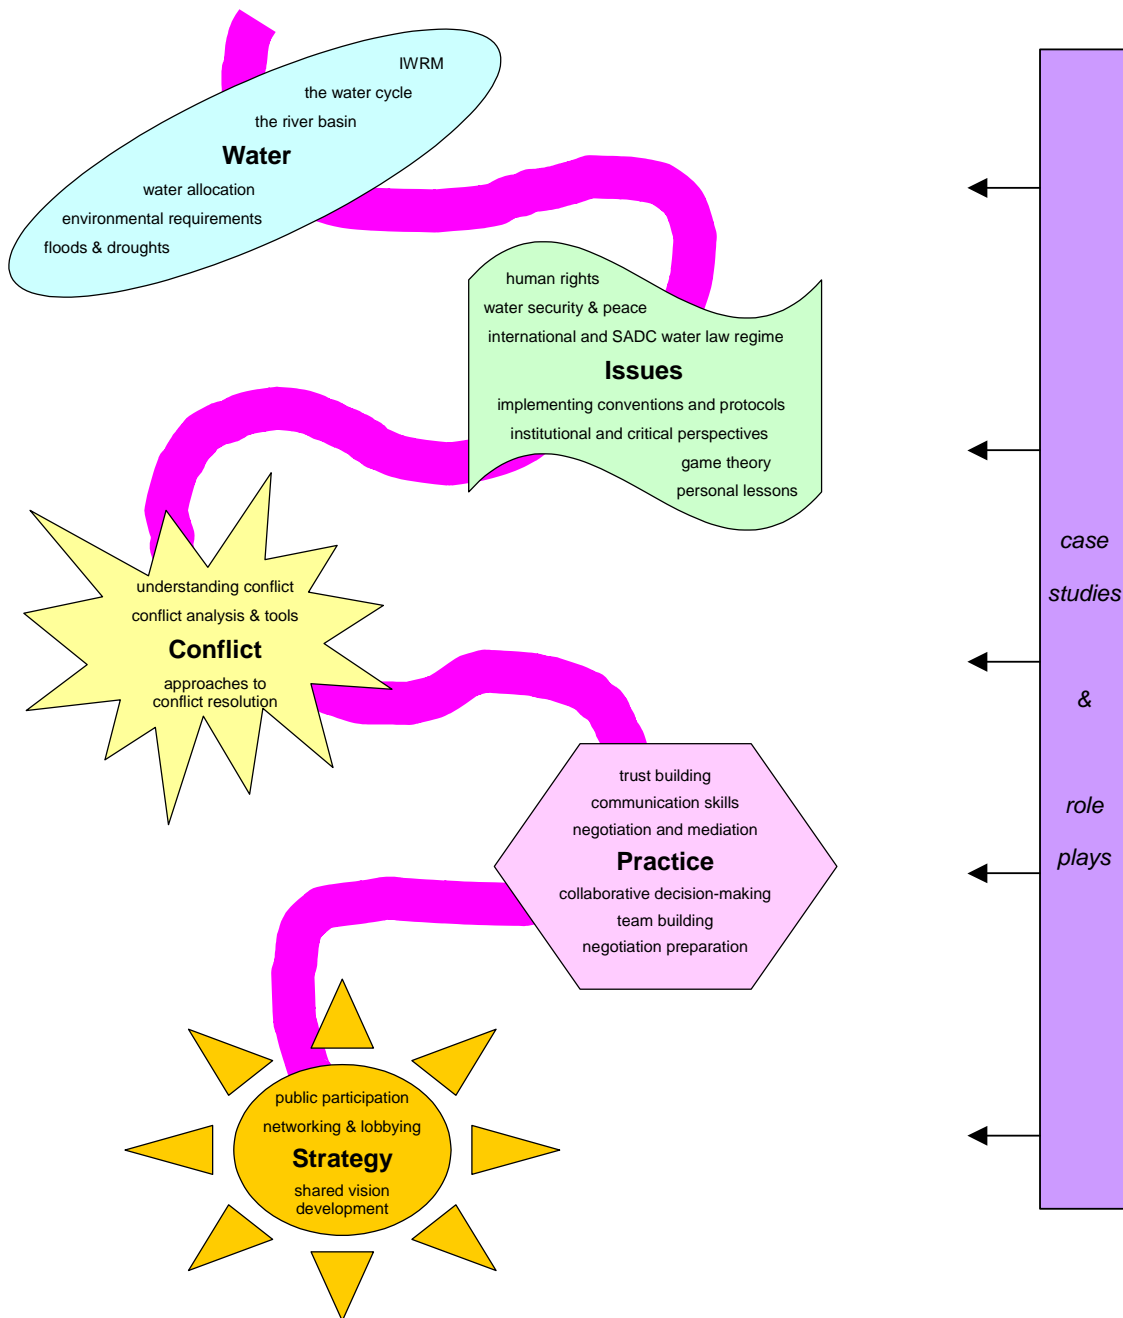 IWRM
the water cycle
the river basin
Water
water allocation
environmental requirements
floods & droughts
human rights
water security & peace
international and SADC water law regime
Issues
implementing conventions and protocols
institutional and critical perspectives
game theory
personal lessons
understanding conflict
conflict analysis & tools
Conflict
approaches to
conflict resolution
trust building
communication skills
negotiation and mediation
Practice
collaborative decision-making
team building
negotiation preparation
public participation
networking & lobbying
Strategy
shared vision
development
case
studies
&
role
plays